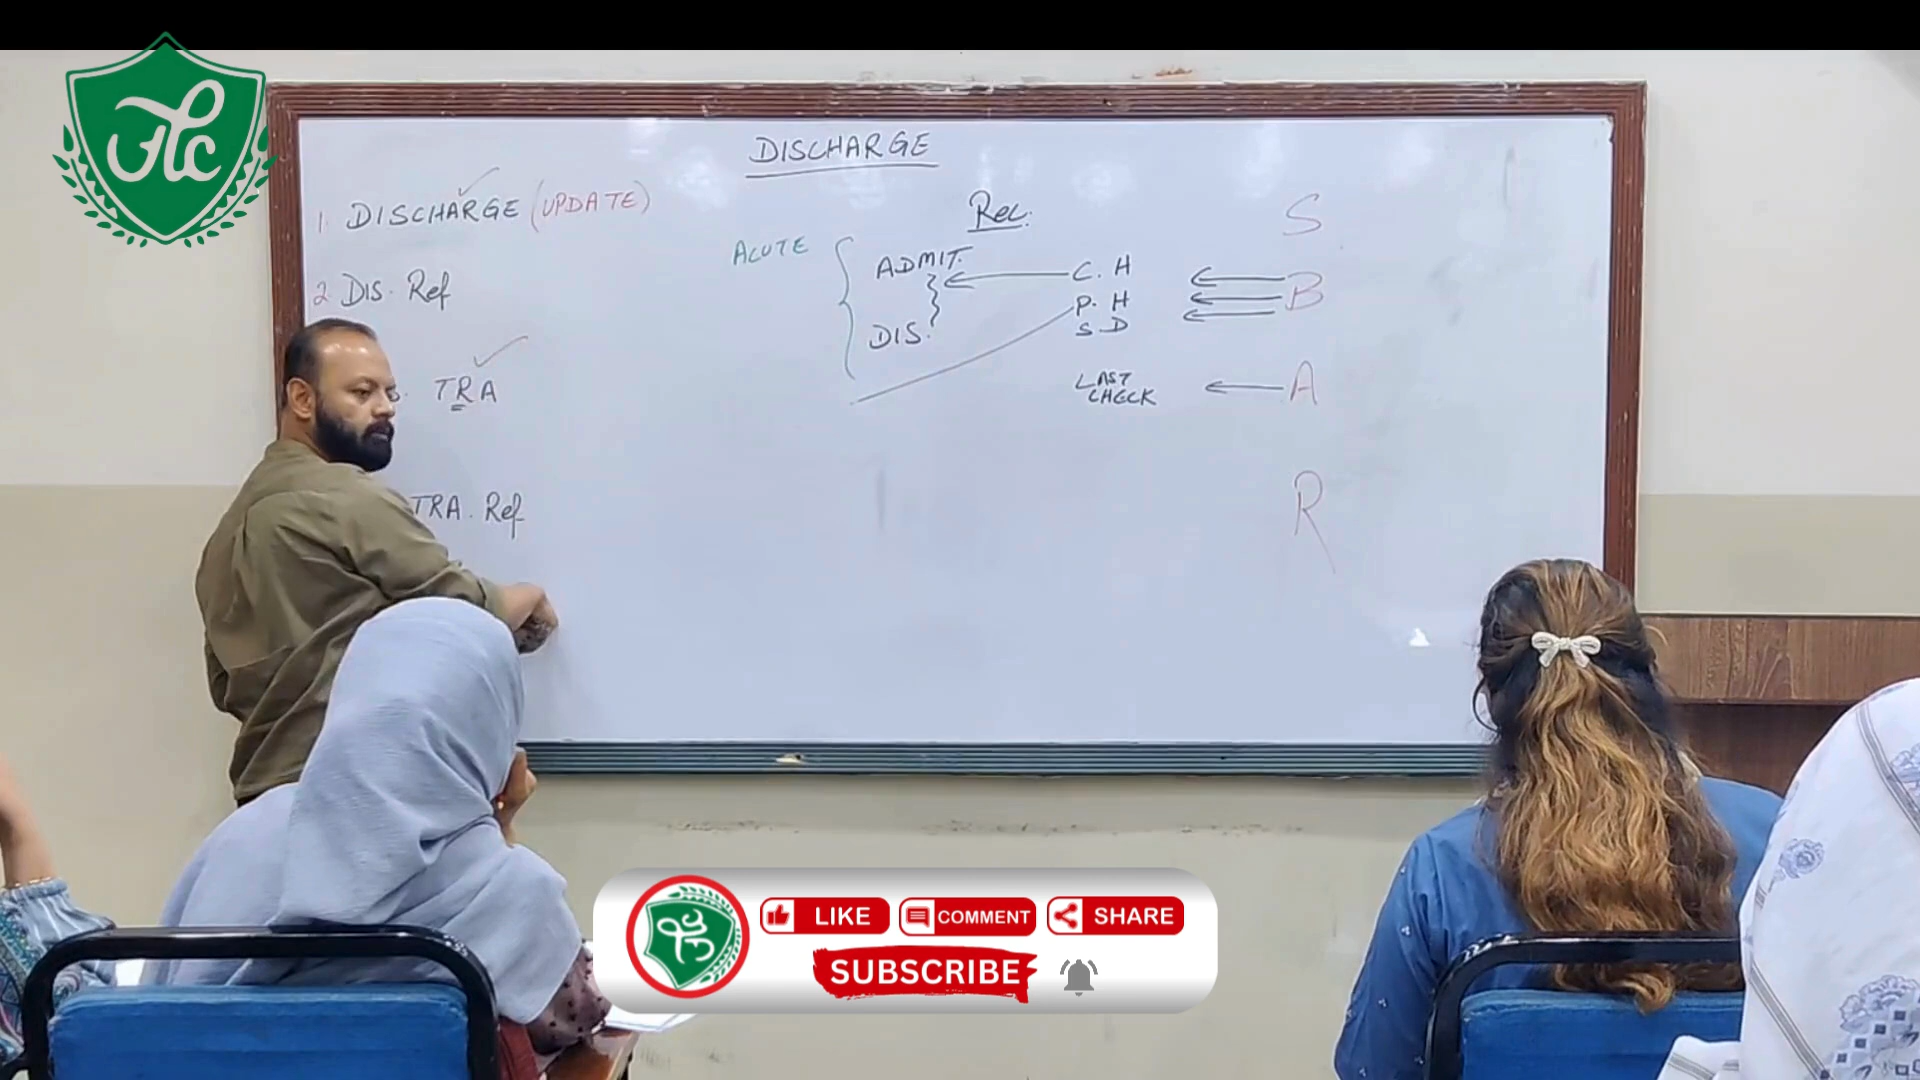 DISCHARGE
1. DISCHARGE (UPDATE)
2 DIS. Ref
TRA
TRA. Ref
Rec.
ACUTE
ADMIT.
DIS.
C. H
P. H
S.D
LAST
CHECK
S
B
A
R
LIKE
COMMENT
SHARE
SUBSCRIBE